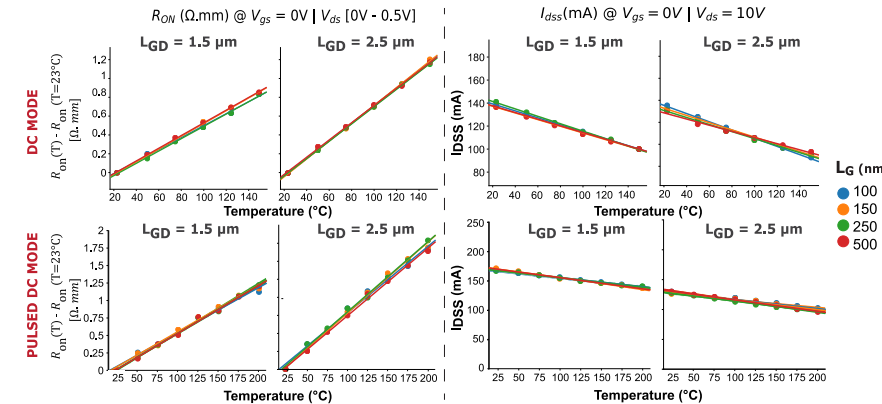 R_ON (Ω.mm) @ V_gs = 0V | V_ds [0V - 0.5V]
I_dss(mA) @ V_gs = 0V | V_ds = 10V
L_GD = 1.5 µm
L_GD = 2.5 µm
L_GD = 1.5 µm
L_GD = 2.5 µm
DC MODE
R_on(T) - R_on (T=23°C)
[Ω. mm]
1,2
1
0,8
0,6
0,4
0,2
0
20 40 60 80 100 120 140
20 40 60 80 100 120 140
Temperature (°C)
I_DSS (mA)
180
160
140
120
100
80
20 40 60 80 100 120 140
20 40 60 80 100 120 140
Temperature (°C)
L_G (nm
100
150
250
500
PULSED DC MODE
R_on(T) - R_on (T=23°C)
[Ω. mm]
L_GD = 1.5 µm
L_GD = 2.5 µm
L_GD = 1.5 µm
L_GD = 2.5 µm
2
1,75
1,5
1,25
1
0,75
0,5
0,25
0
25 50 75 100 125 150 175 200
25 50 75 100 125 150 175 200
Temperature (°C)
I_DSS (mA)
250
200
150
100
50
0
25 50 75 100 125 150 175 200
25 50 75 100 125 150 175 200
Temperature (°C)